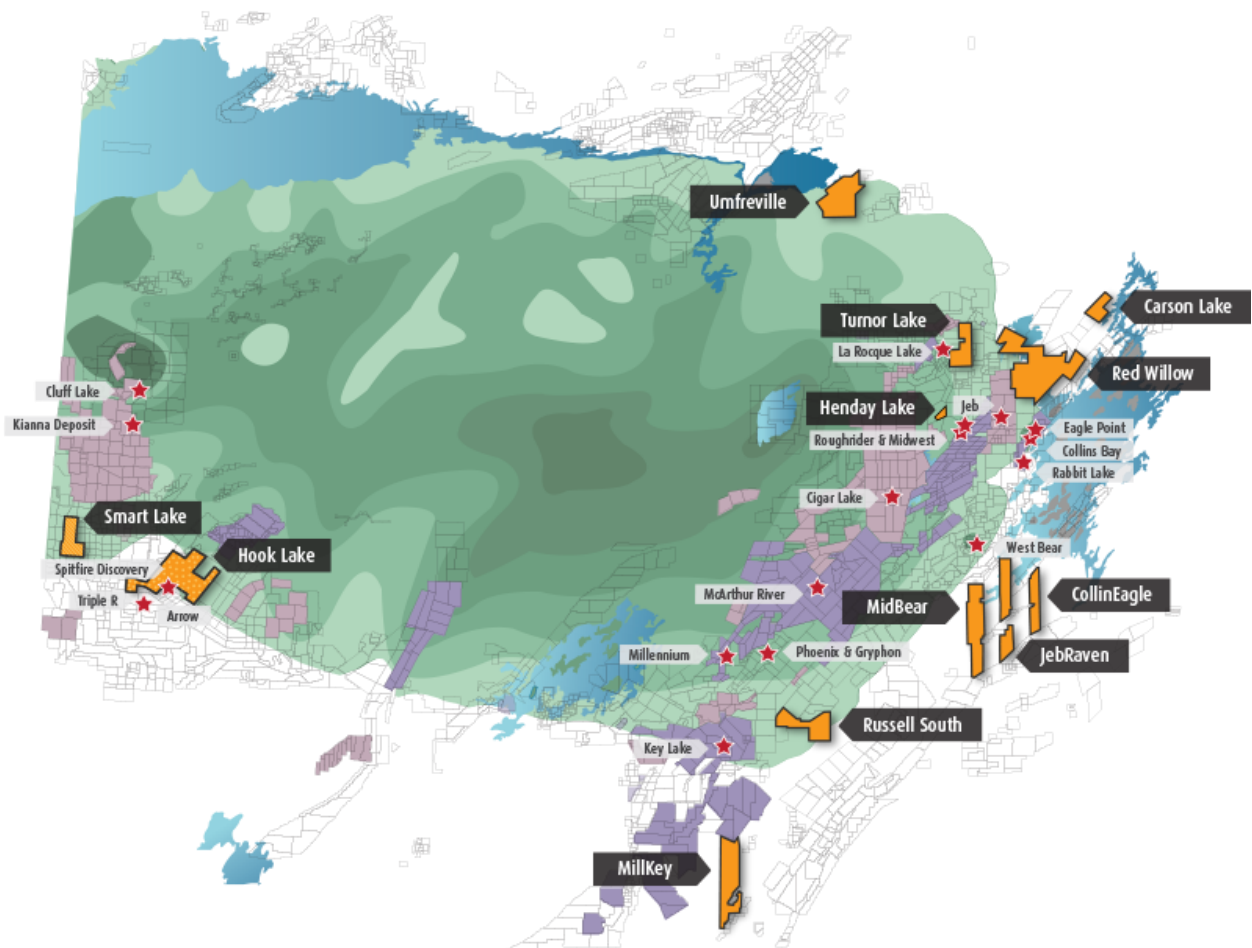 Umfreville
Carson Lake
Turnor Lake
La Rocque Lake
Red Willow
Cluff Lake
Henday Lake
Jeb
Kianna Deposit
Eagle Point
Roughrider & Midwest
Collins Bay
Rabbit Lake
Cigar Lake
Smart Lake
West Bear
Hook Lake
Spitfire Discovery
Triple R
McArthur River
CollinEagle
MidBear
Arrow
Millennium
Phoenix & Gryphon
JebRaven
Russell South
Key Lake
MillKey